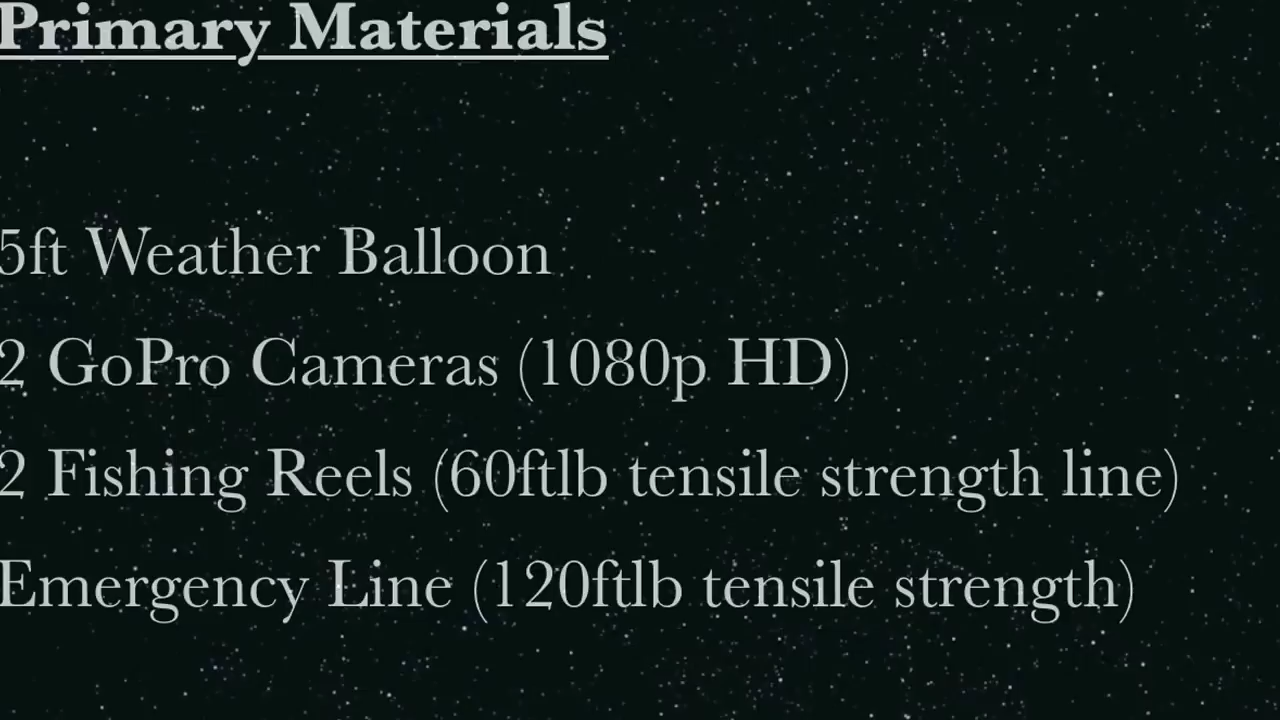 Primary Materials
5ft Weather Balloon
2 GoPro Cameras (1080p HD)
2 Fishing Reels (60ftlb tensile strength line)
Emergency Line (120ftlb tensile strength)